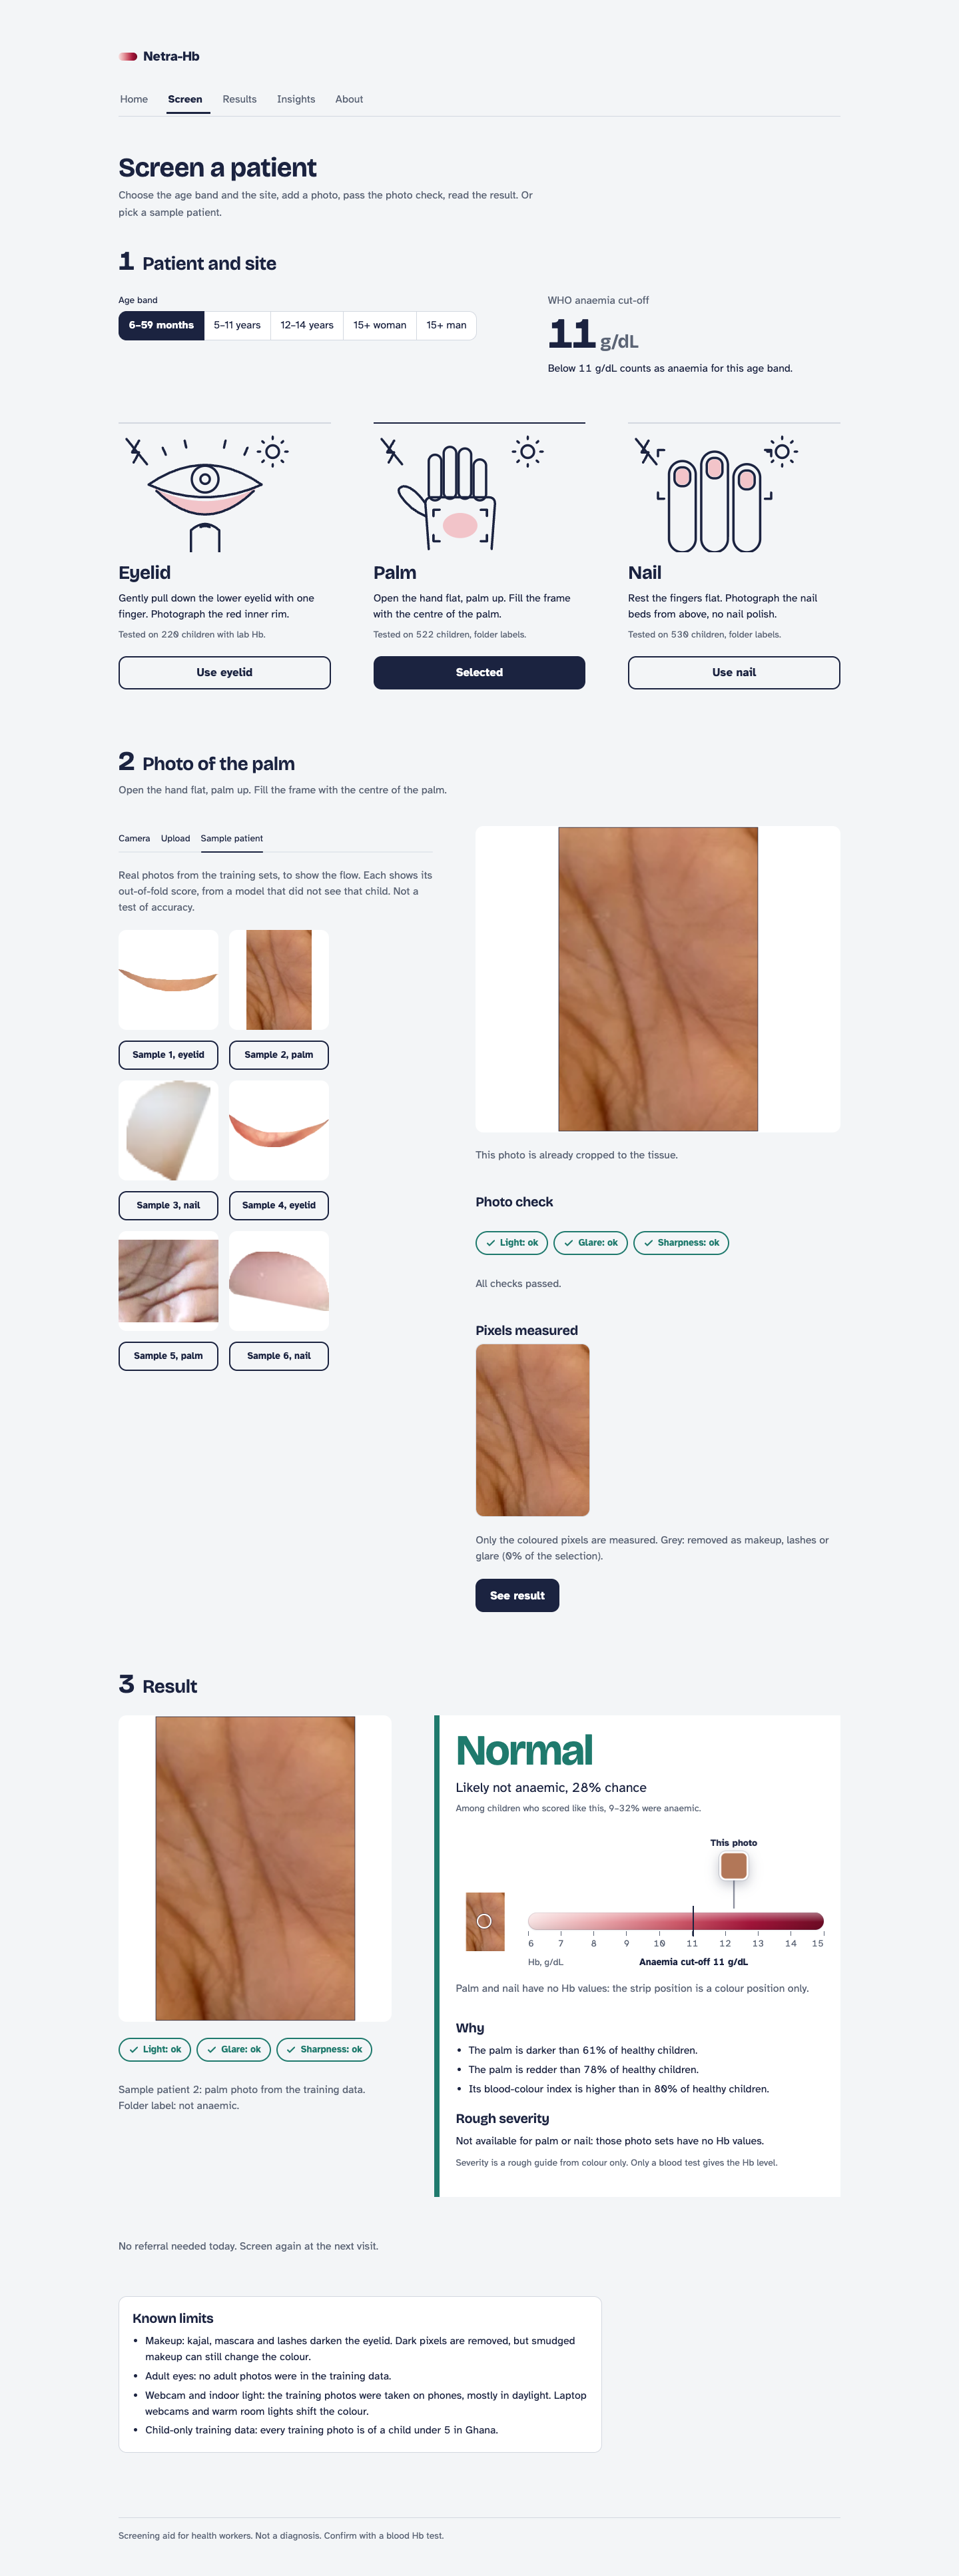 Netra-Hb
Home Screen Results Insights About
Screen a patient
Choose the age band and the site, add a photo, pass the photo check, read the result. Or
pick a sample patient.
1 Patient and site
Age band
6–59 months 5–11 years 12–14 years 15+ woman 15+ man
WHO anaemia cut-off
11 g/dL
Below 11 g/dL counts as anaemia for this age band.
Eyelid
Gently pull down the lower eyelid with one
finger. Photograph the red inner rim.
Tested on 220 children with lab Hb.
Use eyelid
Palm
Open the hand flat, palm up. Fill the frame
with the centre of the palm.
Tested on 522 children, folder labels.
Selected
Nail
Rest the fingers flat. Photograph the nail
beds from above, no nail polish.
Tested on 530 children, folder labels.
Use nail
2 Photo of the palm
Open the hand flat, palm up. Fill the frame with the centre of the palm.
Camera Upload Sample patient
Real photos from the training sets, to show the flow. Each shows its
out-of-fold score, from a model that did not see that child. Not a
test of accuracy.
Sample 1, eyelid
Sample 2, palm
Sample 3, nail
Sample 4, eyelid
Sample 5, palm
Sample 6, nail
This photo is already cropped to the tissue.
Photo check
Light: ok Glare: ok Sharpness: ok
All checks passed.
Pixels measured
Only the coloured pixels are measured. Grey: removed as makeup, lashes or
glare (0% of the selection).
See result
3 Result
Light: ok Glare: ok Sharpness: ok
Sample patient 2: palm photo from the training data.
Folder label: not anaemic.
Normal
Likely not anaemic, 28% chance
Among children who scored like this, 9–32% were anaemic.
This photo
6 7 8 9 10 11 12 13 14 15
Hb, g/dL Anaemia cut-off 11 g/dL
Palm and nail have no Hb values: the strip position is a colour position only.
Why
• The palm is darker than 61% of healthy children.
• The palm is redder than 78% of healthy children.
• Its blood-colour index is higher than in 80% of healthy children.
Rough severity
Not available for palm or nail: those photo sets have no Hb values.
Severity is a rough guide from colour only. Only a blood test gives the Hb level.
No referral needed today. Screen again at the next visit.
Known limits
• Makeup: kajal, mascara and lashes darken the eyelid. Dark pixels are removed, but smudged
makeup can still change the colour.
• Adult eyes: no adult photos were in the training data.
• Webcam and indoor light: the training photos were taken on phones, mostly in daylight. Laptop
webcams and warm room lights shift the colour.
• Child-only training data: every training photo is of a child under 5 in Ghana.
Screening aid for health workers. Not a diagnosis. Confirm with a blood Hb test.